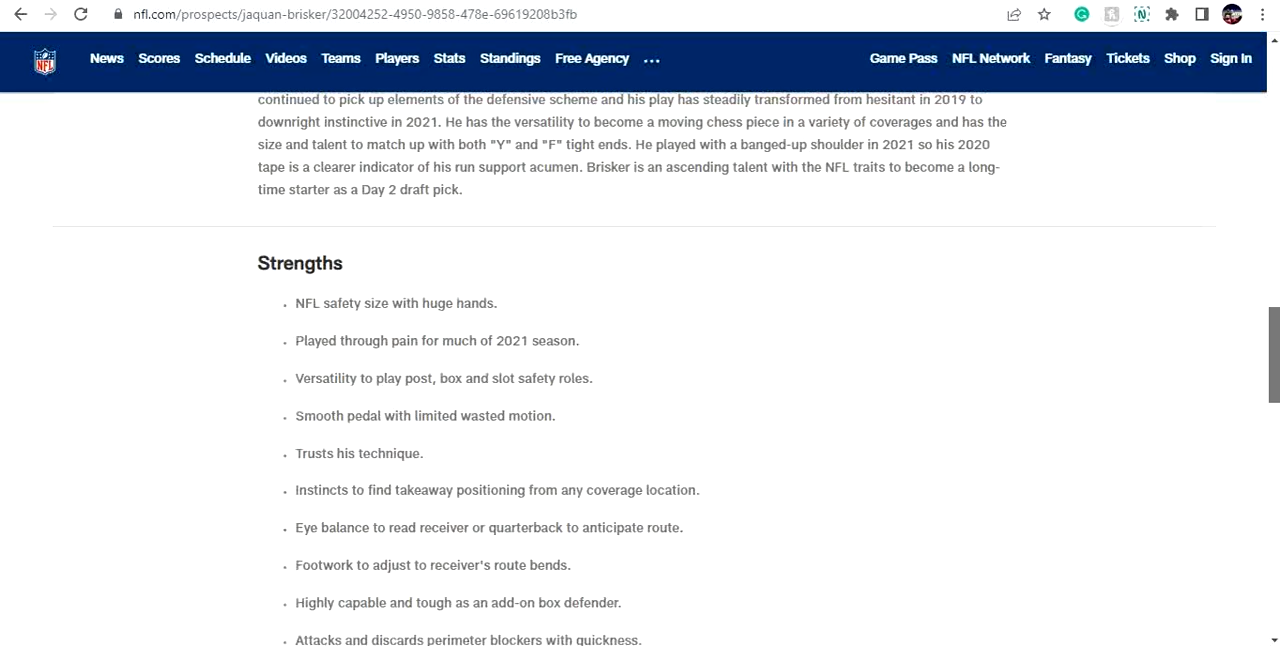 nfl.com/prospects/jaquan-brisker/32004252-4950-9858-478e-69619208b3fb
NFL News Scores Schedule Videos Teams Players Stats Standings Free Agency ... Game Pass NFL Network Fantasy Tickets Shop Sign In
continued to pick up elements of the defensive scheme and his play has steadily transformed from hesitant in 2019 to
downright instinctive in 2021. He has the versatility to become a moving chess piece in a variety of coverages and has the
size and talent to match up with both "Y" and "F" tight ends. He played with a banged-up shoulder in 2021 so his 2020
tape is a clearer indicator of his run support acumen. Brisker is an ascending talent with the NFL traits to become a long-
time starter as a Day 2 draft pick.
Strengths
• NFL safety size with huge hands.
• Played through pain for much of 2021 season.
• Versatility to play post, box and slot safety roles.
• Smooth pedal with limited wasted motion.
• Trusts his technique.
• Instincts to find takeaway positioning from any coverage location.
• Eye balance to read receiver or quarterback to anticipate route.
• Footwork to adjust to receiver's route bends.
• Highly capable and tough as an add-on box defender.
• Attacks and discards perimeter blockers with quickness.